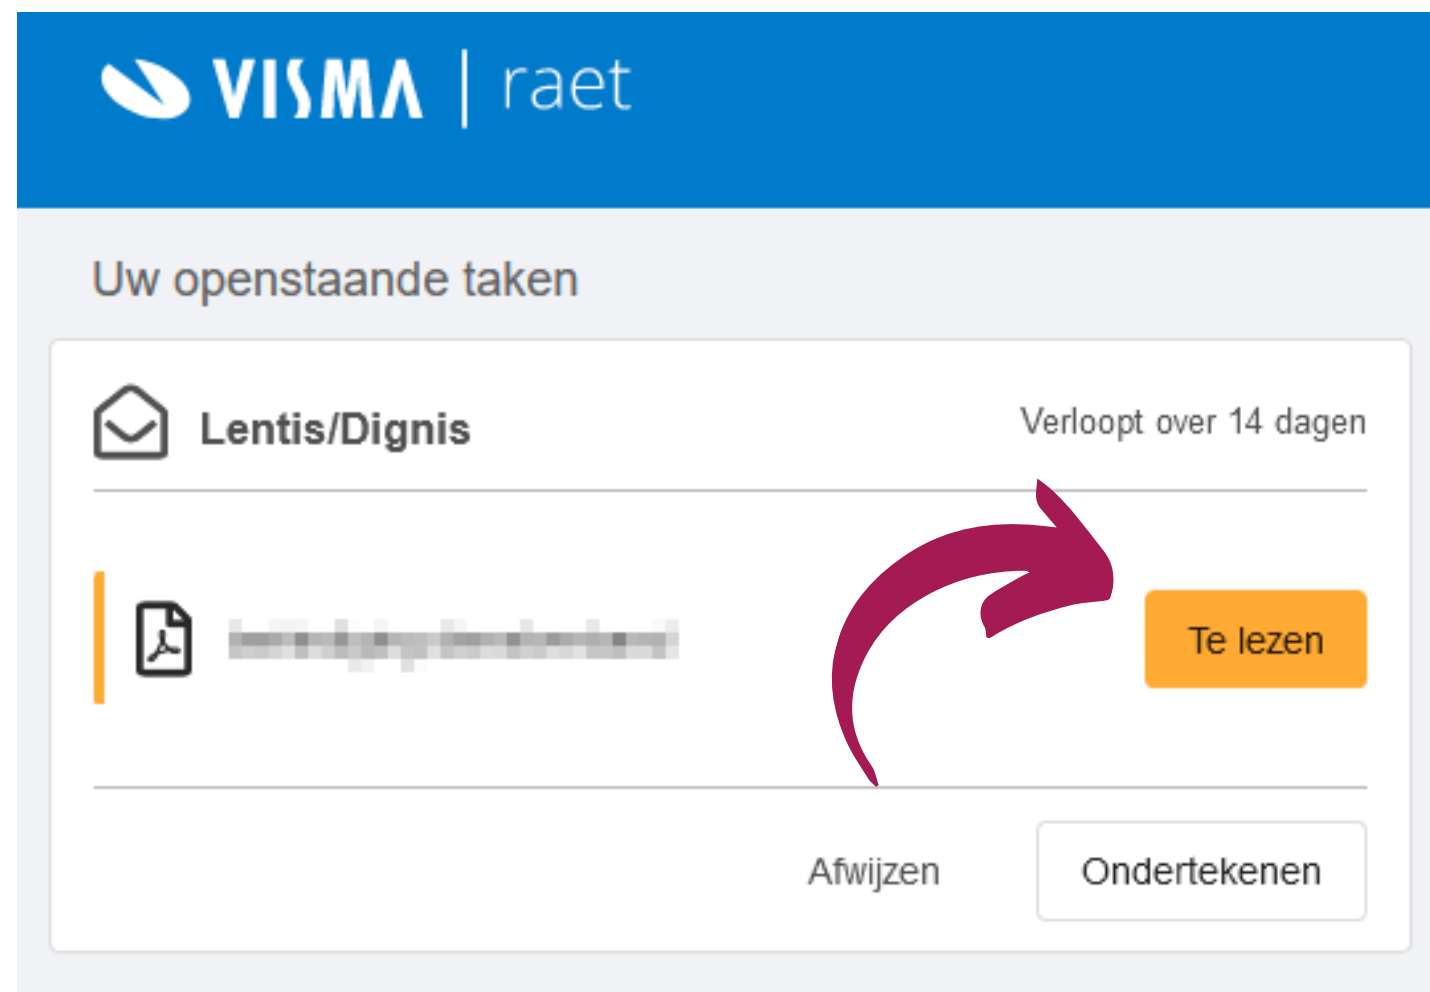 VISMA | raet
Uw openstaande taken
Lentis/Dignis
Verloopt over 14 dagen
Te lezen
Afwijzen
Ondertekenen